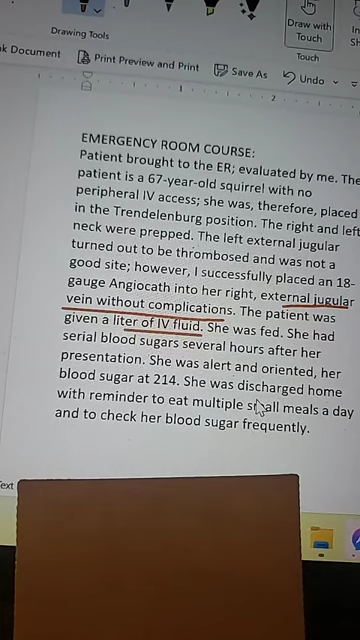 Drawing Tools
Draw with
Touch
Touch
k Document
Print Preview and Print
Save As
Undo
2
EMERGENCY ROOM COURSE:
Patient brought to the ER; evaluated by me. The
patient is a 67-year-old squirrel with no
peripheral IV access; she was, therefore, placed
in the Trendelenburg position. The right and left
neck were prepped. The left external jugular
turned out to be thrombosed and was not a
good site; however, I successfully placed an 18-
gauge Angiocath into her right, external jugular
vein without complications. The patient was
given a liter of IV fluid. She was fed. She had
serial blood sugars several hours after her
presentation. She was alert and oriented, her
blood sugar at 214. She was discharged home
with reminder to eat multiple small meals a day
and to check her blood sugar frequently.